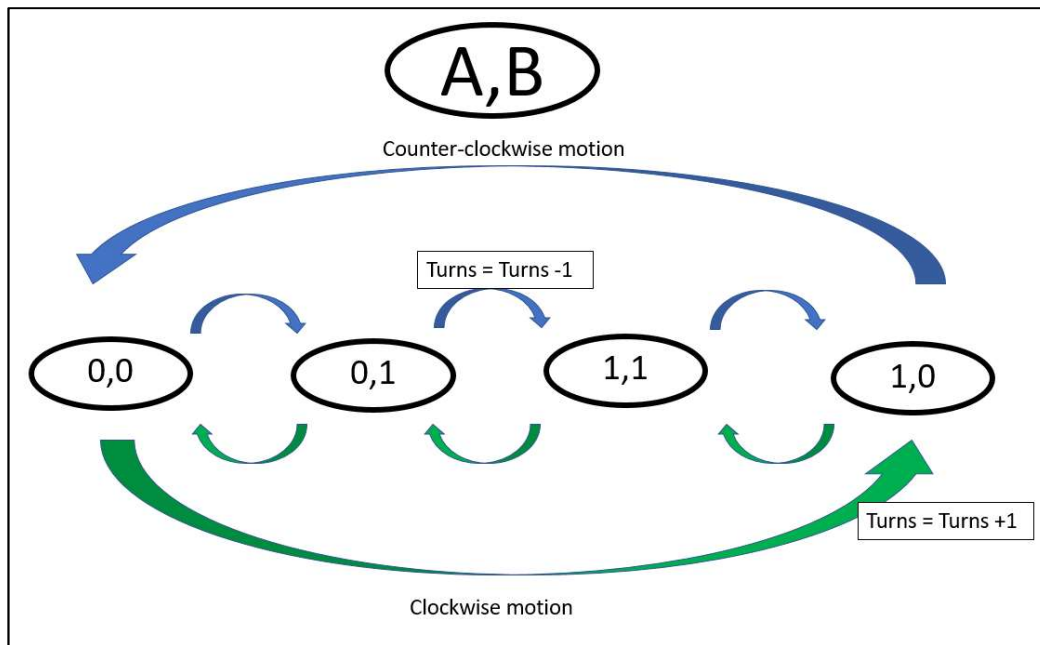 A,B
Counter-clockwise motion
Turns = Turns -1
0,0
0,1
1,1
1,0
Turns = Turns +1
Clockwise motion